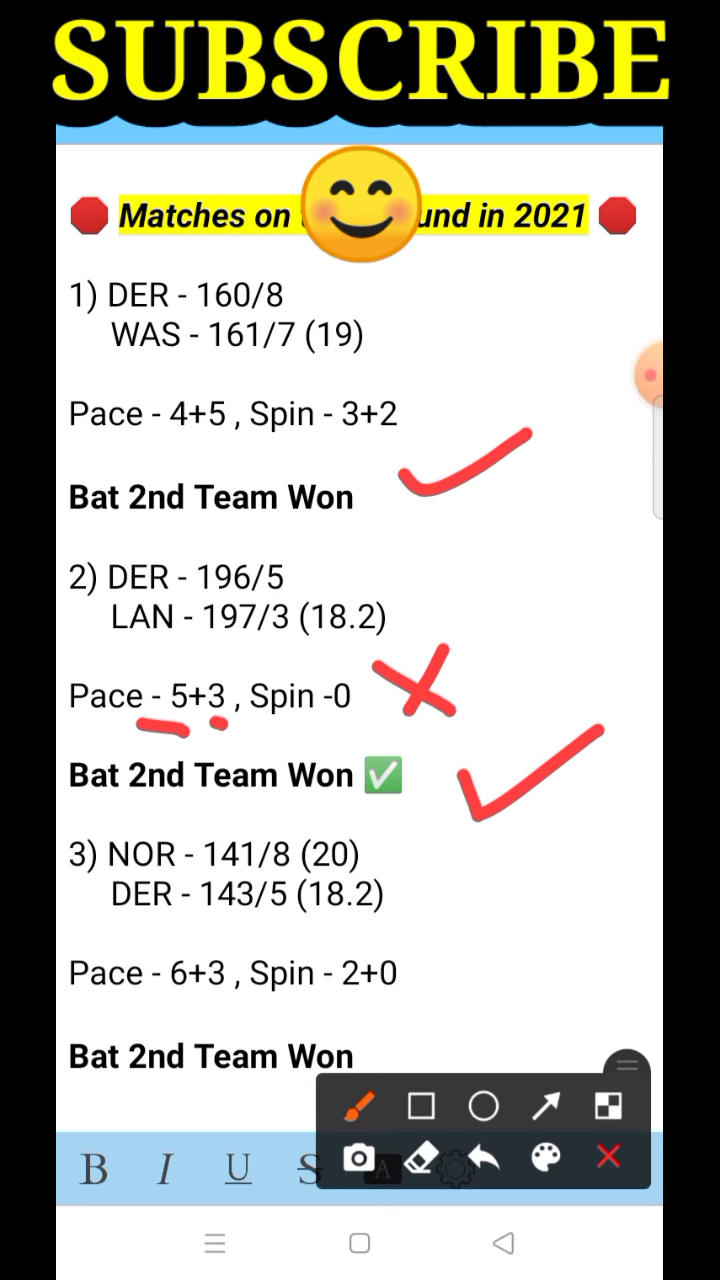 SUBSCRIBE
Matches on und in 2021
1) DER - 160/8
WAS - 161/7 (19)
Pace - 4+5 , Spin - 3+2
Bat 2nd Team Won
2) DER - 196/5
LAN - 197/3 (18.2)
Pace - 5+3 , Spin -0
Bat 2nd Team Won ✅
3) NOR - 141/8 (20)
DER - 143/5 (18.2)
Pace - 6+3 , Spin - 2+0
Bat 2nd Team Won
B I U S A